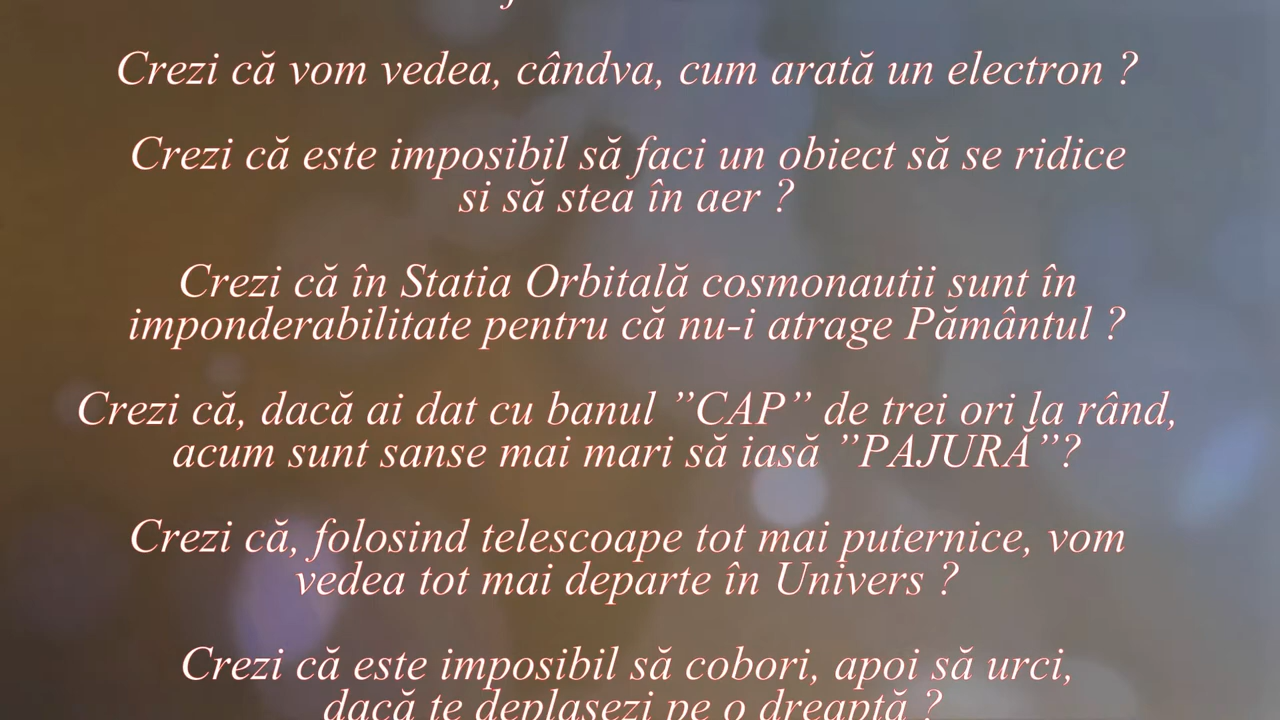 Crezi că vom vedea, cândva, cum arată un electron ?
Crezi că este imposibil să faci un obiect să se ridice
si să stea în aer ?
Crezi că în Statia Orbitală cosmonautii sunt în
imponderabilitate pentru că nu-i atrage Pământul ?
Crezi că, dacă ai dat cu banul ”CAP” de trei ori la rând,
acum sunt sanse mai mari să iasă ”PAJURĂ”?
Crezi că, folosind telescoape tot mai puternice, vom
vedea tot mai departe în Univers ?
Crezi că este imposibil să cobori, apoi să urci,
dacă te deplasezi pe o dreaptă ?